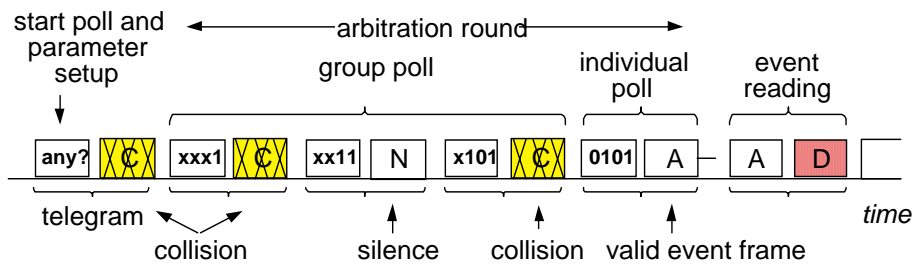 start poll and
parameter
setup
arbitration round
group poll
individual
poll
event
reading
any? C xxx1 C xx11 N x101 C 0101 A A D
telegram
time
collision
silence
collision
valid event frame